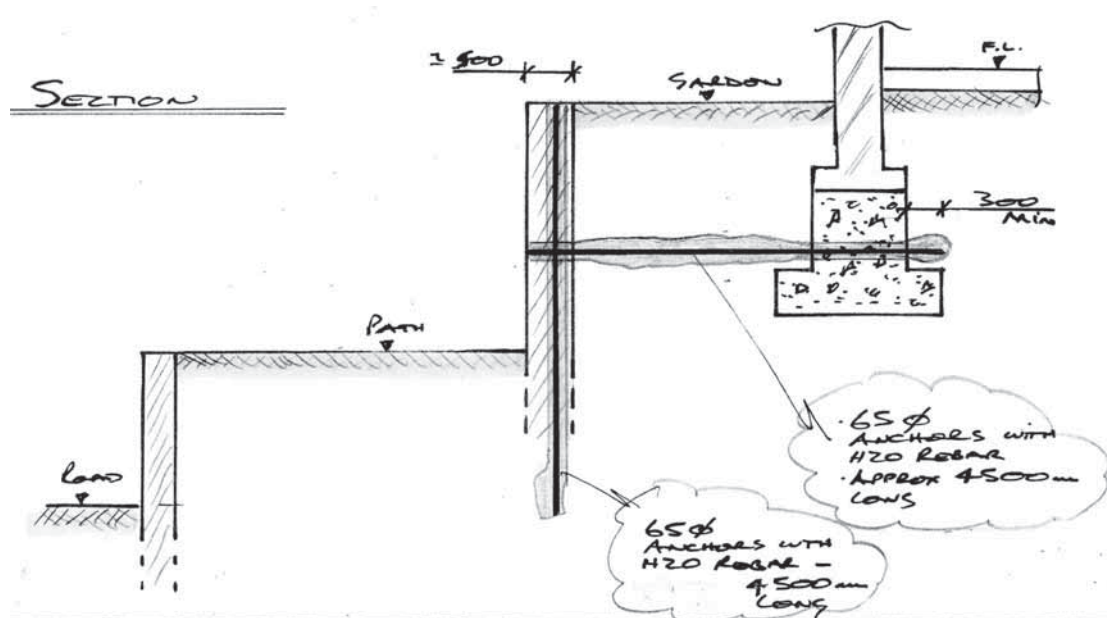 SECTION
± 500
GARDEN
F.L.
300
MIN
PATH
ROAD
· 65 Ø
ANCHORS WITH
H20 REBAR
· APPROX 4500mm
LONG
65 Ø
ANCHORS WITH
H20 REBAR –
4500mm
LONG